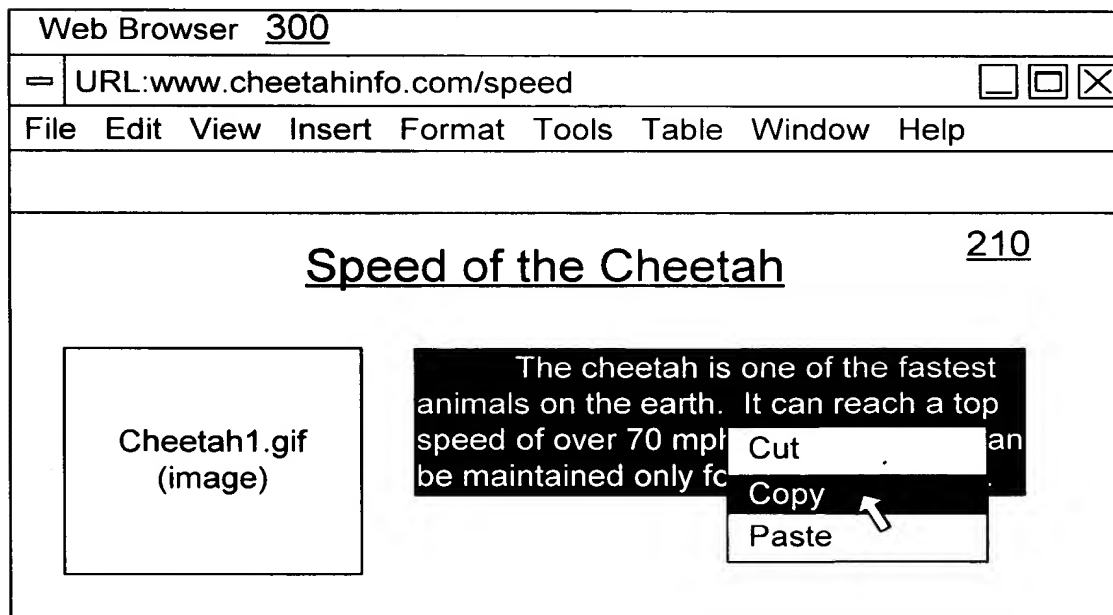 Web Browser 300
URL:www.cheetahinfo.com/speed
File Edit View Insert Format Tools Table Window Help
210
Speed of the Cheetah
Cheetah1.gif
(image)
The cheetah is one of the fastest
animals on the earth. It can reach a top
speed of over 70 mph
be maintained only
Cut
Copy
Paste